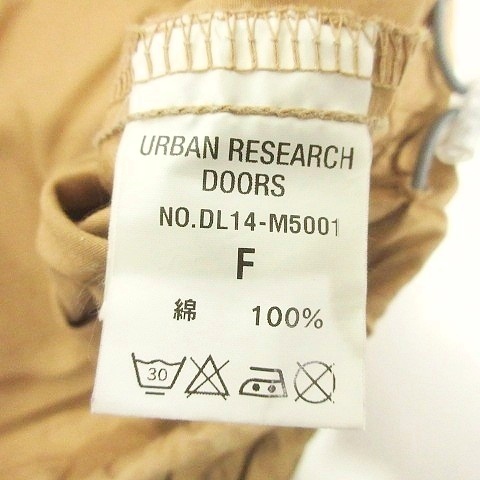 URBAN RESEARCH
DOORS
NO.DL14-M5001
F
綿 100%
30